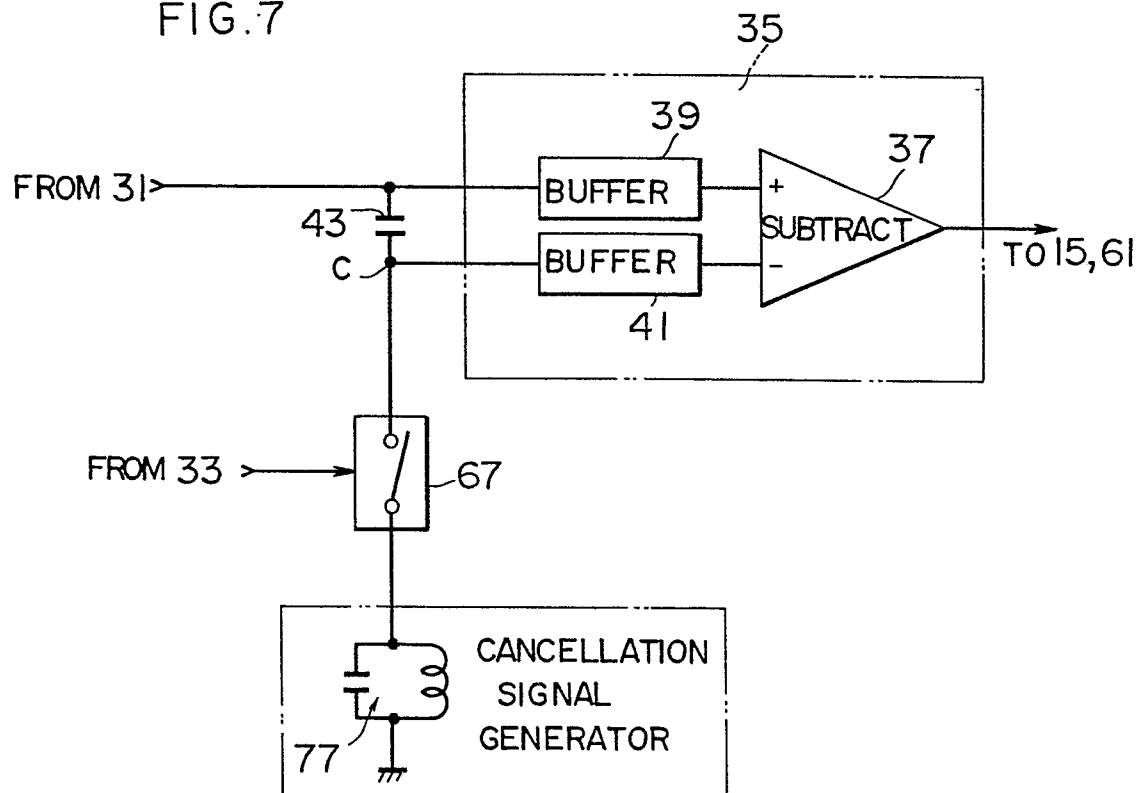 FIG.7
35
39
37
FROM 31
BUFFER
+
43
SUBTRACT
C
BUFFER
−
TO 15,61
41
FROM 33
67
CANCELLATION
SIGNAL
GENERATOR
77